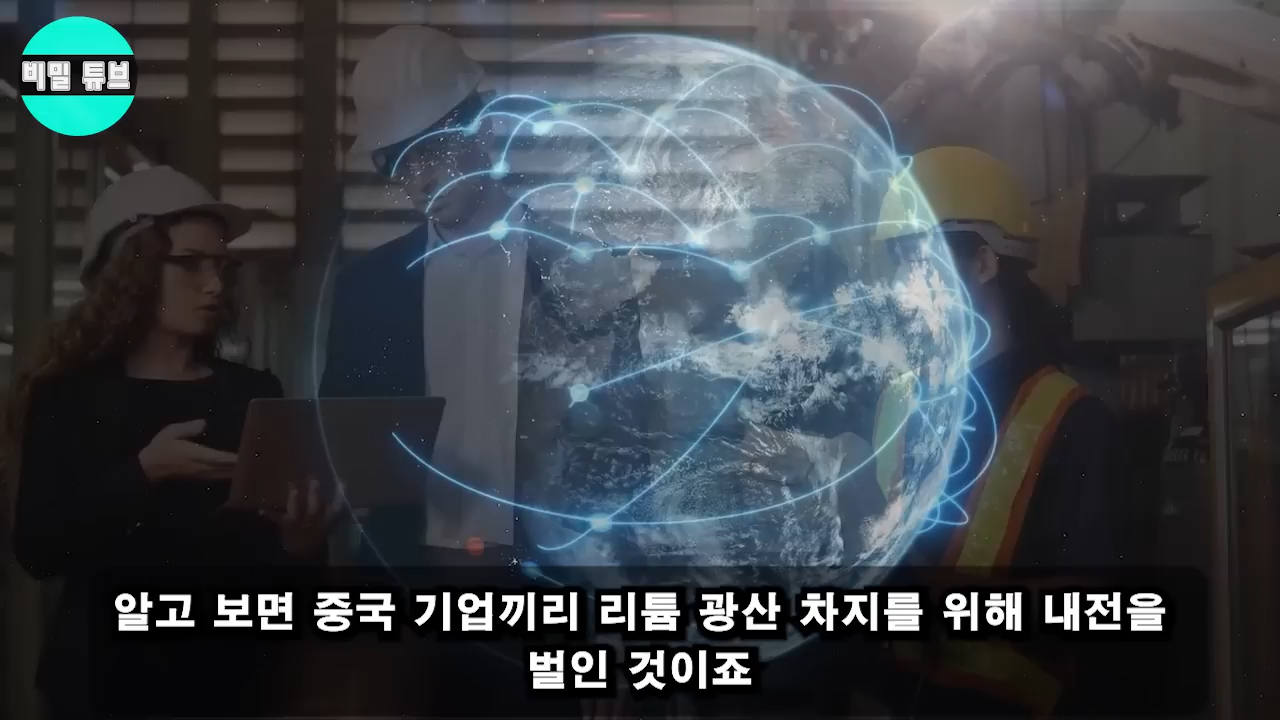 비밀 튜브
알고 보면 중국 기업끼리 리튬 광산 차지를 위해 내전을
벌인 것이죠